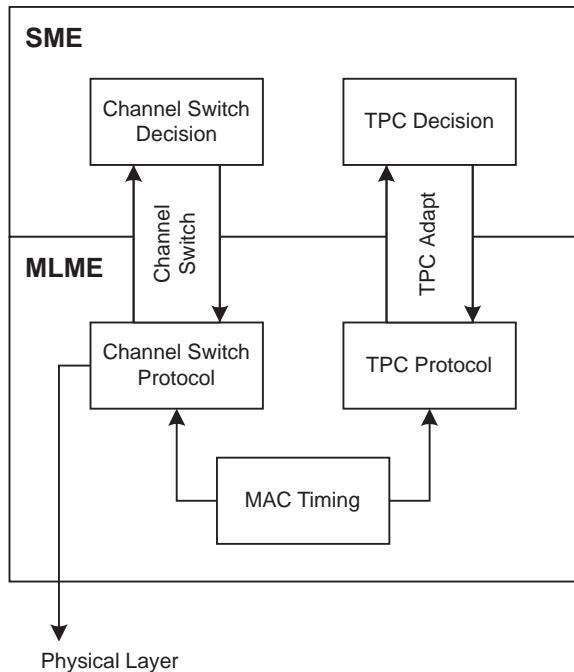 SME
Channel Switch
Decision
TPC Decision
Channel
Switch
TPC Adapt
MLME
Channel Switch
Protocol
TPC Protocol
MAC Timing
Physical Layer